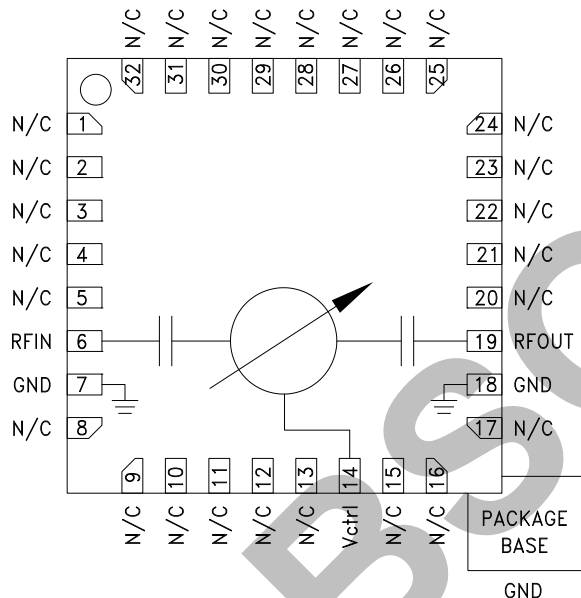 N/C N/C N/C N/C N/C N/C N/C N/C
32 31 30 29 28 27 26 25
N/C 1 24 N/C
N/C 2 23 N/C
N/C 3 22 N/C
N/C 4 21 N/C
N/C 5 20 N/C
RFIN 6 19 RFOUT
GND 7 18 GND
N/C 8 17 N/C
9 10 11 12 13 14 15 16
N/C N/C N/C N/C N/C Vctrl N/C N/C
PACKAGE
BASE
GND
BSO